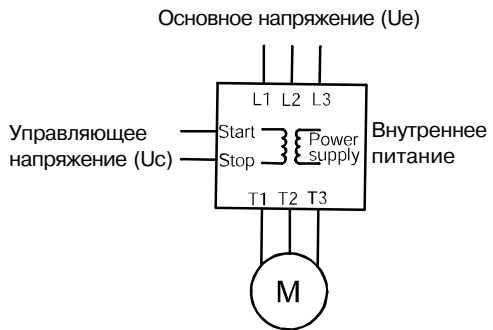 Основное напряжение (Ue)
L1 L2 L3
Управляющее
напряжение (Uc)
Start
Stop
Power
supply
Внутреннее
питание
T1 T2 T3
M